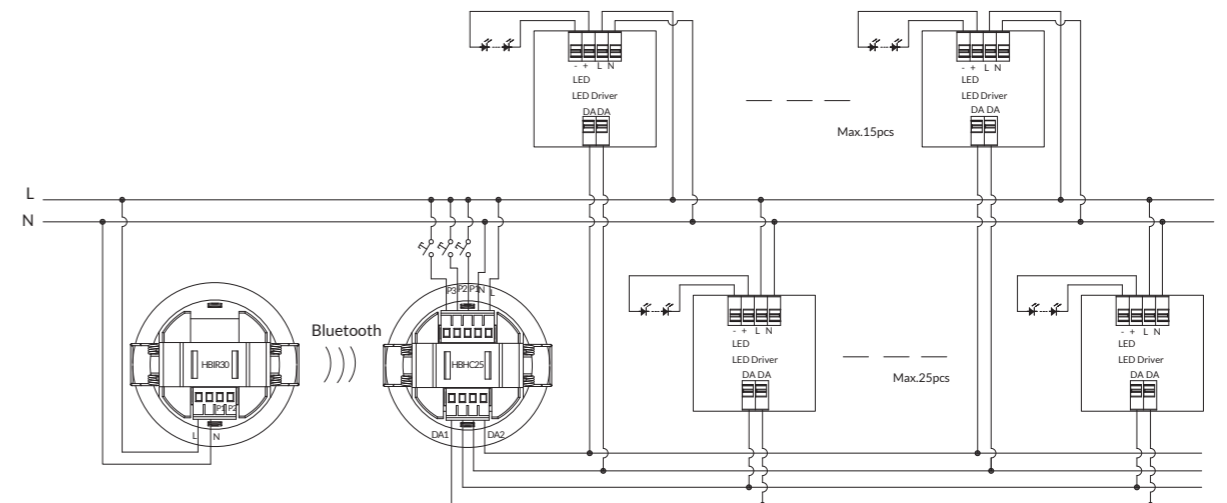 - + L N
LED
LED Driver
DA DA
Max.15pcs
- + L N
LED
LED Driver
DA DA
L
N
P3 P2 P1 N L
Bluetooth
HBIR30
P1 P2
L N
HBHC25
DA1 DA2
- + L N
LED
LED Driver
DA DA
Max.25pcs
- + L N
LED
LED Driver
DA DA